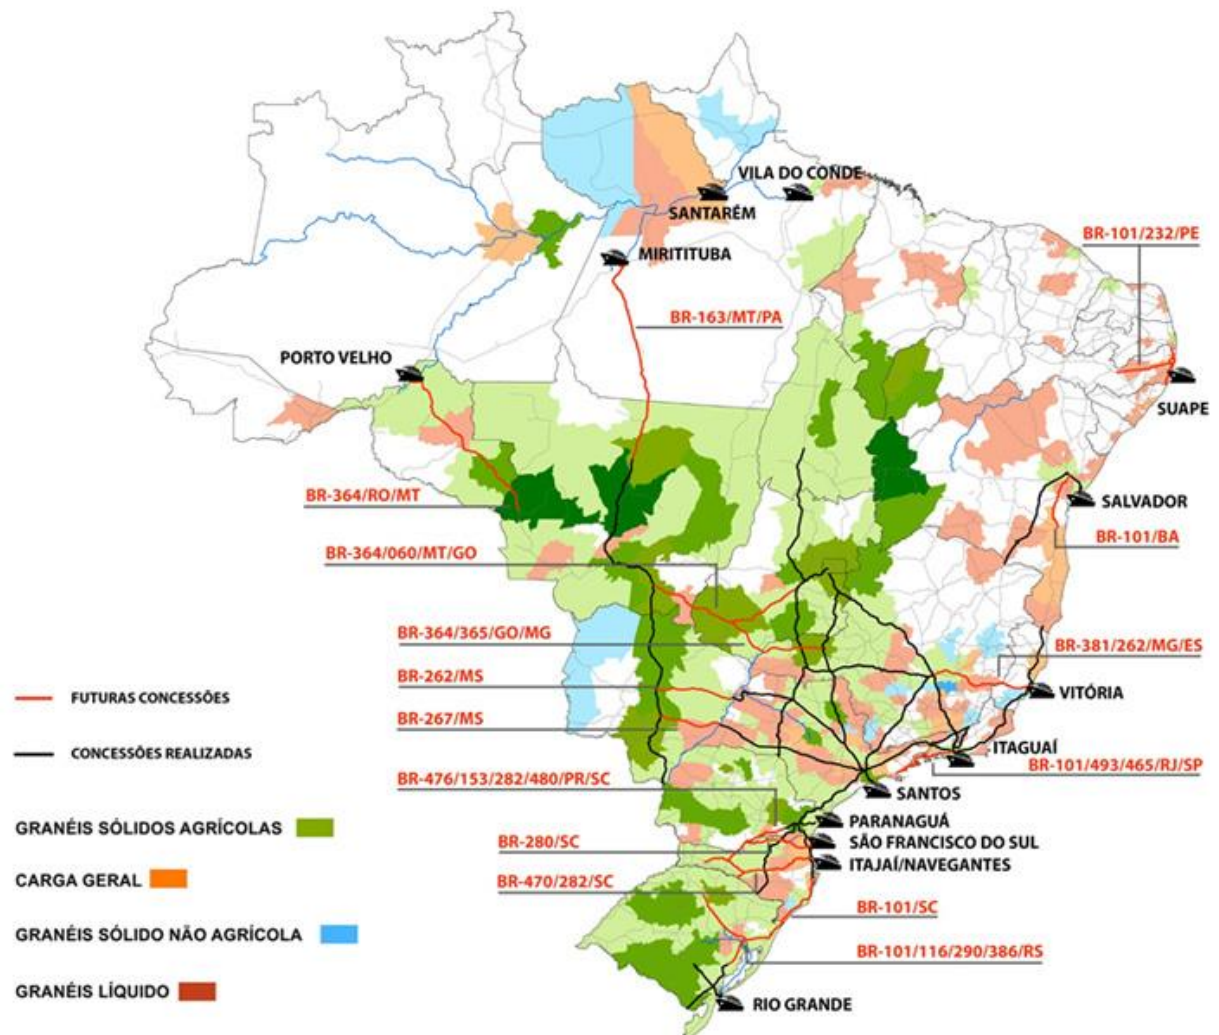 VILA DO CONDE
SANTARÉM
BR-101/232/PE
MIRITITUBA
BR-163/MT/PA
PORTO VELHO
SUAPE
BR-364/RO/MT
SALVADOR
BR-101/BA
BR-364/060/MT/GO
BR-364/365/GO/MG
BR-381/262/MG/ES
BR-262/MS
VITÓRIA
FUTURAS CONCESSÕES
BR-267/MS
CONCESSÕES REALIZADAS
ITAGUAÍ
BR-101/493/465/RJ/SP
BR-476/153/282/480/PR/SC
SANTOS
PARANAGUÁ
GRANÉIS SÓLIDOS AGRÍCOLAS
BR-280/SC
SÃO FRANCISCO DO SUL
ITAJAÍ/NAVEGANTES
CARGA GERAL
BR-470/282/SC
BR-101/SC
GRANÉIS SÓLIDO NÃO AGRÍCOLA
BR-101/116/290/386/RS
GRANÉIS LÍQUIDO
RIO GRANDE